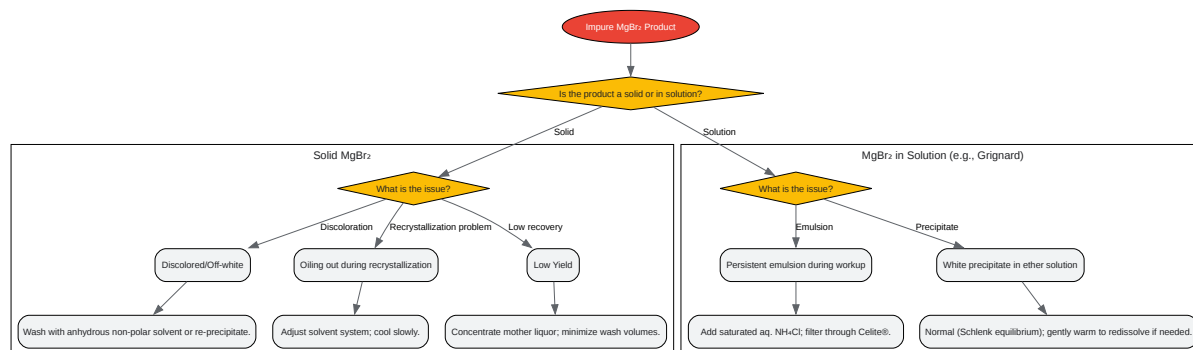 Impure MgBr₂ Product
Is the product a solid or in solution?
Solid
Solution
Solid MgBr₂
MgBr₂ in Solution (e.g., Grignard)
What is the issue?
What is the issue?
Discoloration
Recrystallization problem
Low recovery
Emulsion
Precipitate
Discolored/Off-white
Oiling out during recrystallization
Low Yield
Persistent emulsion during workup
White precipitate in ether solution
Wash with anhydrous non-polar solvent or re-precipitate.
Adjust solvent system; cool slowly.
Concentrate mother liquor; minimize wash volumes.
Add saturated aq. NH₄Cl; filter through Celite®.
Normal (Schlenk equilibrium); gently warm to redissolve if needed.